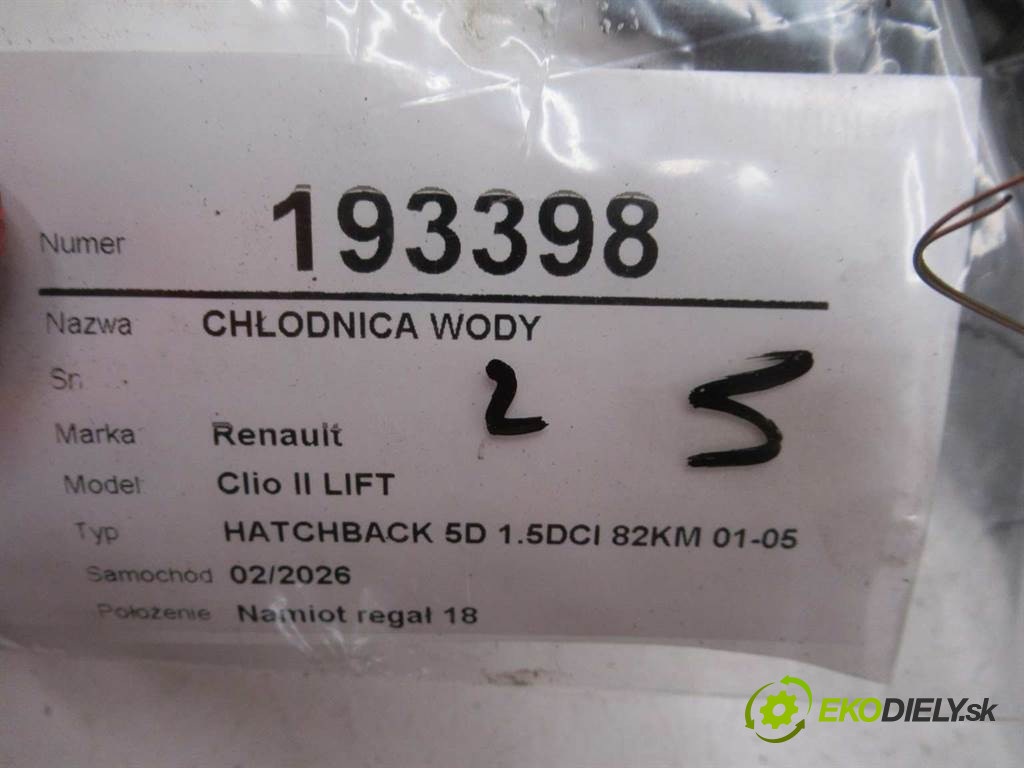 Numer 193398
Nazwa CHŁODNICA WODY
Sn
2 5
Marka Renault
Model Clio II LIFT
Typ HATCHBACK 5D 1.5DCI 82KM 01-05
Samochód 02/2026
Położenie Namiot regał 18
EKODIELY.sk